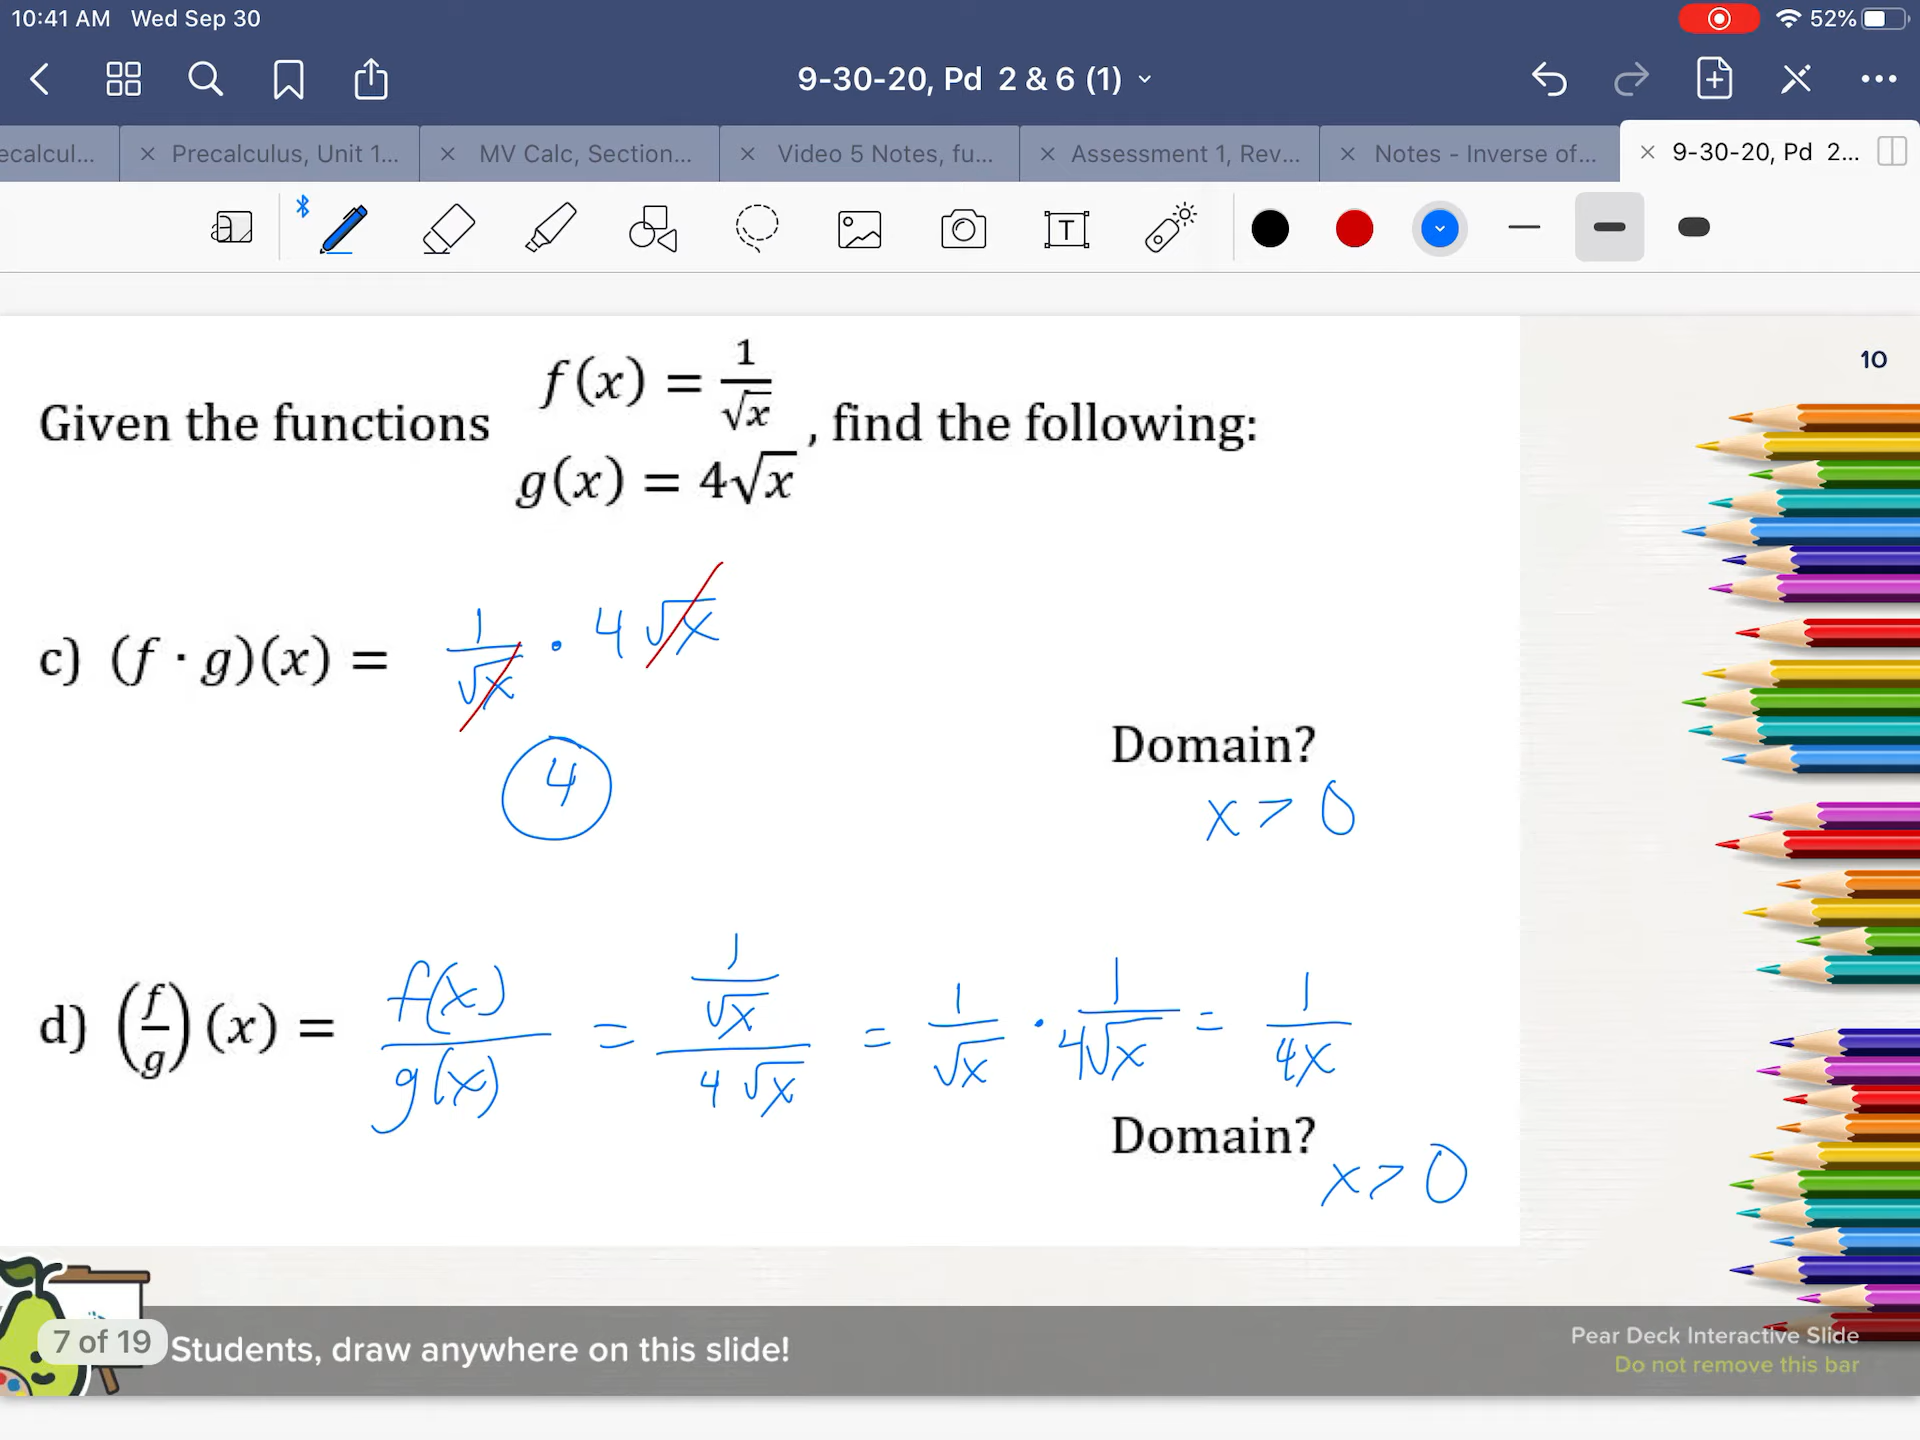 10:41 AM Wed Sep 30
52%
9-30-20, Pd 2 & 6 (1)
ecalcul...
× Precalculus, Unit 1...
× MV Calc, Section...
× Video 5 Notes, fu...
× Assessment 1, Rev...
× Notes - Inverse of...
× 9-30-20, Pd 2...
T
10
Given the functions f(x) = 1/√x
g(x) = 4√x , find the following:
c) (f · g)(x) = 1/√x · 4√x
4
Domain?
x > 0
d) (f/g)(x) = f(x)/g(x) = (1/√x)/(4√x) = 1/√x · 1/(4√x) = 1/(4x)
Domain?
x > 0
7 of 19
Students, draw anywhere on this slide!
Pear Deck Interactive Slide
Do not remove this bar